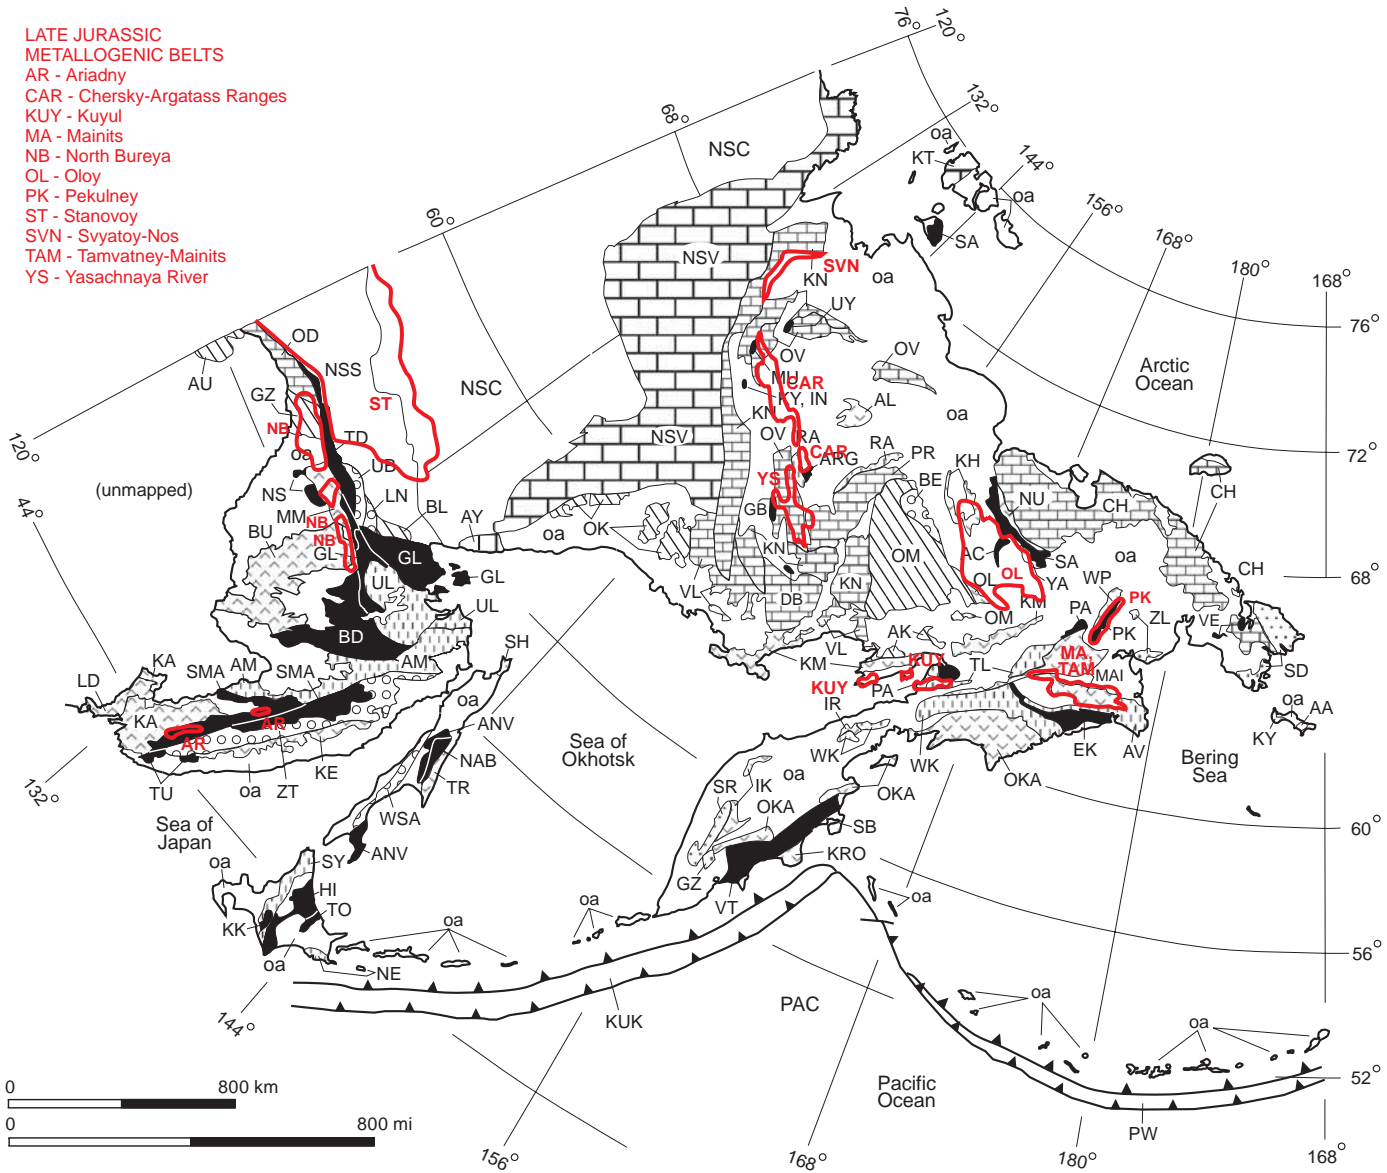 LATE JURASSIC
METALLOGENIC BELTS
AR - Ariadny
CAR - Chersky-Argatass Ranges
KUY - Kuyul
MA - Mainits
NB - North Bureya
OL - Oloy
PK - Pekulney
ST - Stanovoy
SVN - Svyatoy-Nos
TAM - Tamvatney-Mainits
YS - Yasachnaya River
76°
120°
132°
68°
oa
144°
KT
NSC
oa
156°
60°
SA
168°
180°
168°
NSV
SVN
oa
KN
UY
76°
OD
AU
NSS
NSC
OV
OV
Arctic
Ocean
GZ
ST
MU
CAR
KY, IN
AL
oa
KN
NB
TD
NSV
OV
RA
RA
120°
oa
UB
CAR
ARG
PR
KH
72°
(unmapped)
NS
LN
YS
BE
NU
CH
CH
44°
MM
BL
AY
OK
GB
BU
NB
NB
oa
GL
GL
KN
OM
AC
oa
SA
CH
68°
UL
GL
VL
DB
KN
OL
OL
YA
WP
PK
UL
KM
OM
PA
PK
ZL
VE
BD
AK
VL
SH
KA
SMA
AM
SMA
AM
KM
KUY
TL
MA
TAM
MAI
SD
LD
KUY
PA
oa
AA
KA
AR
AR
oa
ANV
IR
EK
AV
KY
Sea of
Okhotsk
WK
WK
Bering
Sea
132°
TU
oa
ZT
KE
NAB
TR
oa
OKA
OKA
SR
IK
OKA
Sea of
Japan
WSA
SB
60°
oa
SY
ANV
KRO
HI
TO
GZ
VT
KK
oa
oa
oa
oa
NE
56°
144°
KUK
PAC
oa
oa
0
800 km
Pacific
Ocean
52°
0
800 mi
PW
156°
168°
180°
168°